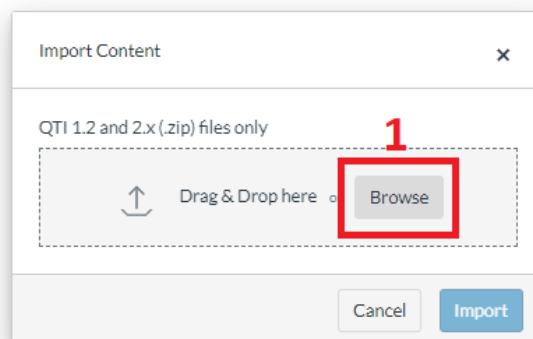 Import Content ×
QTI 1.2 and 2.x (.zip) files only
1
Drag & Drop here o Browse
Cancel Import